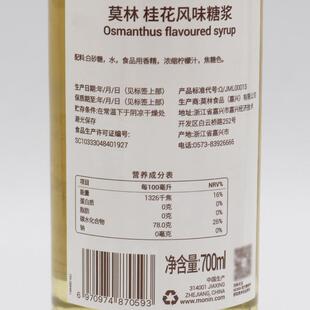 莫林 桂花风味糖浆
Osmanthus flavoured syrup
配料:白砂糖，水，食品用香精，浓缩柠檬汁，焦糖色。
生产日期:年/月/日（见标签上部）
保质期至:年/月/日（见标签上部）
贮存条件:在常温下于阴凉干燥处
避光保存
食品生产许可证编号:
SC10333048401927
产品标准代号:Q/JML0001S
生产商:莫林食品（嘉兴）有限公司
地址:浙江省嘉兴市嘉兴经济技术
开发区白云桥路333号
产地:浙江省嘉兴市
电话:0573-83926666
营养成分表
项目 每100毫升 NRV%
能量 1326千焦 16%
蛋白质 0克
脂肪 0克
碳水化合物 78.0克 26%
钠 0毫克
净含量:700ml
中国生产
314001 JIAXING
ZHEJIANG, CHINA
www.monin.com
6 970974 870593